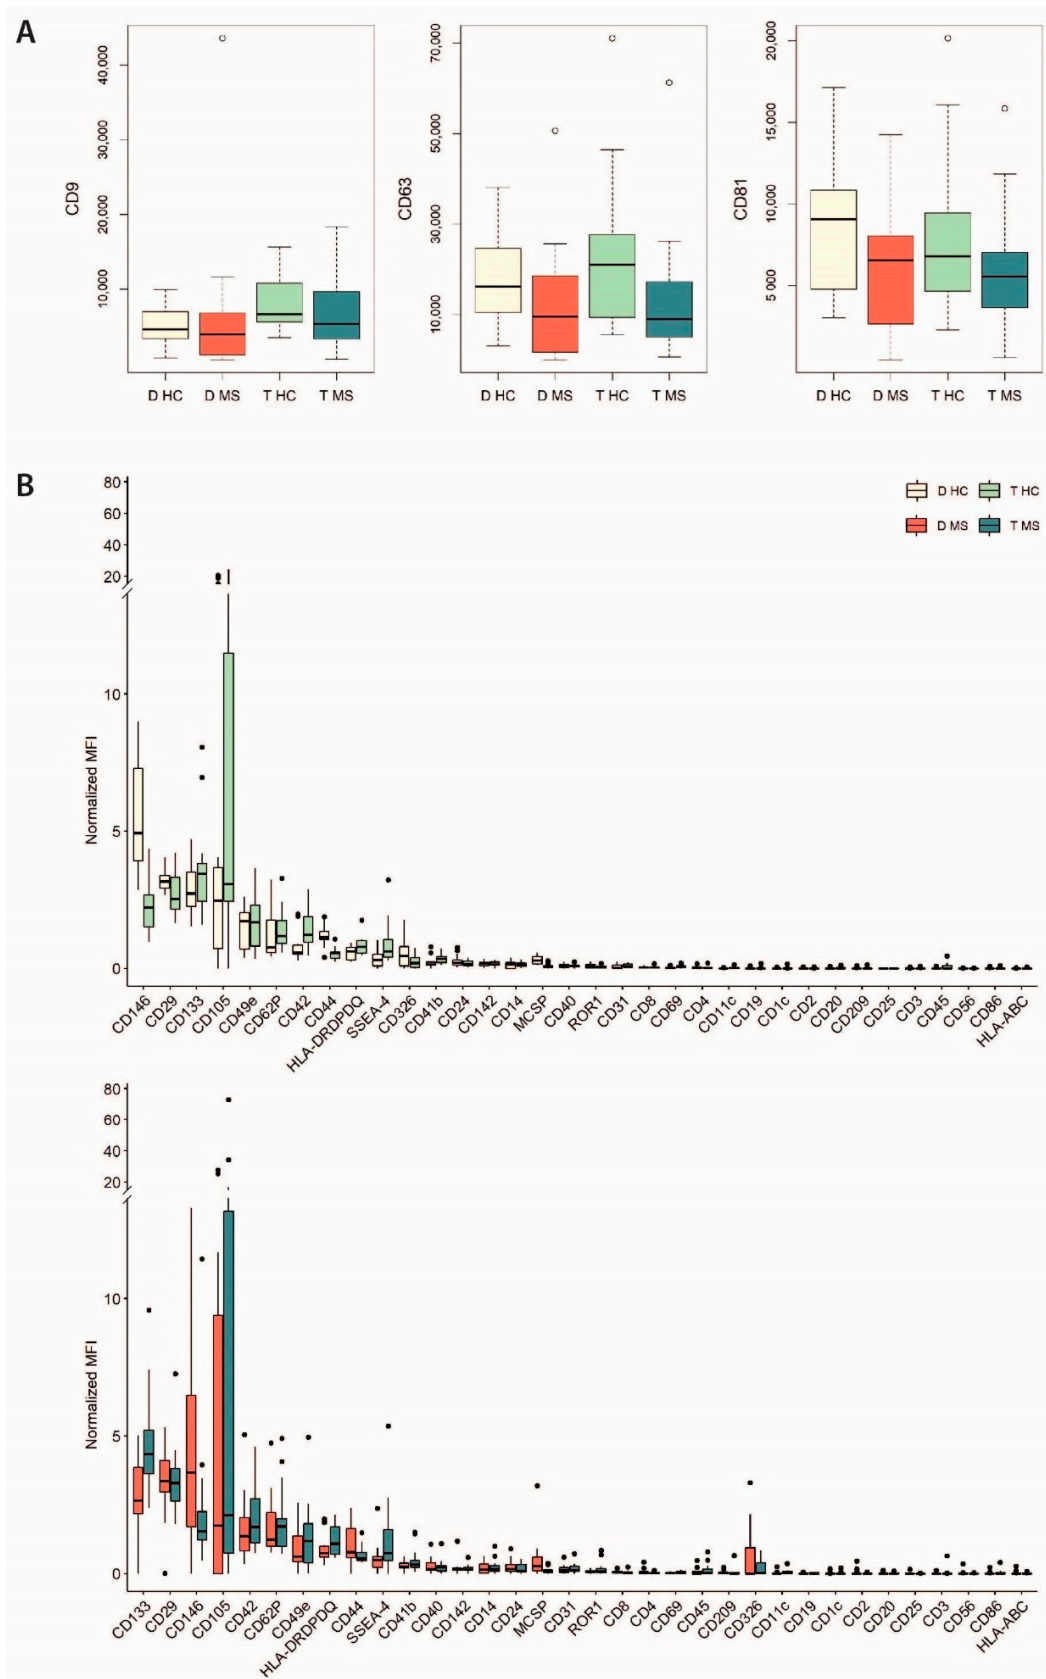 A
CD9
40,000
30,000
20,000
10,000
D HC D MS T HC T MS
CD63
70,000
50,000
30,000
10,000
D HC D MS T HC T MS
CD81
20,000
15,000
10,000
5 000
D HC D MS T HC T MS
B
D HC T HC
D MS T MS
Normalized MFI
80
60
40
20
10
5
0
CD146 CD29 CD133 CD105 CD49e CD62P CD42 CD44 HLA-DRDPDQ SSEA-4 CD326 CD41b CD24 CD142 CD14 MCSP CD40 ROR1 CD31 CD8 CD69 CD4 CD11c CD19 CD1c CD2 CD20 CD209 CD25 CD3 CD45 CD56 CD86 HLA-ABC
Normalized MFI
80
60
40
20
10
5
0
CD133 CD29 CD146 CD105 CD42 CD62P CD49e HLA-DRDPDQ CD44 SSEA-4 CD41b CD40 CD142 CD14 CD24 MCSP CD31 ROR1 CD8 CD4 CD69 CD45 CD209 CD326 CD11c CD19 CD1c CD2 CD20 CD25 CD3 CD56 CD86 HLA-ABC